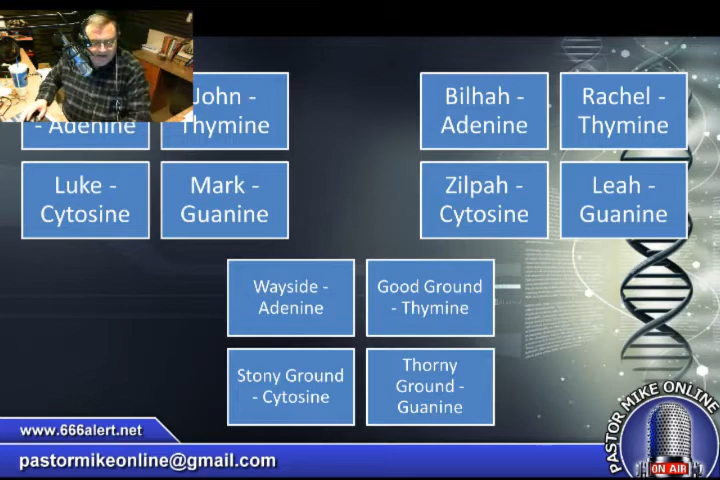 John -
- Adenine
Thymine
Bilhah -
Adenine
Rachel -
Thymine
Luke -
Cytosine
Mark -
Guanine
Zilpah -
Cytosine
Leah -
Guanine
Wayside -
Adenine
Good Ground
- Thymine
Stony Ground
- Cytosine
Thorny
Ground -
Guanine
www.666alert.net
pastormikeonline@gmail.com
PASTOR MIKE ONLINE
ON AIR